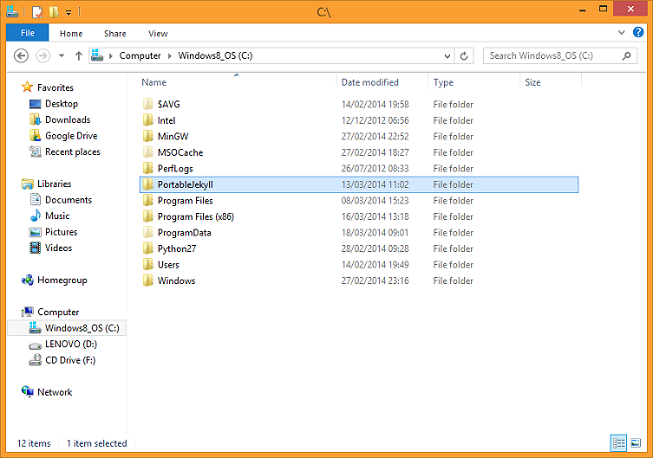 C:\
File Home Share View
Computer Windows8_OS (C:) Search Windows8_OS (C:)
Name Date modified Type Size
Favorites
Desktop
Downloads
Google Drive
Recent places
Libraries
Documents
Music
Pictures
Videos
Homegroup
Computer
Windows8_OS (C:)
LENOVO (D:)
CD Drive (F:)
Network
$AVG 14/02/2014 19:58 File folder
Intel 12/12/2012 06:56 File folder
MinGW 27/02/2014 22:52 File folder
MSOCache 27/02/2014 18:27 File folder
PerfLogs 26/07/2012 08:33 File folder
PortableJekyll 13/03/2014 11:02 File folder
Program Files 08/03/2014 15:23 File folder
Program Files (x86) 16/03/2014 13:18 File folder
ProgramData 18/03/2014 09:01 File folder
Python27 28/02/2014 09:28 File folder
Users 14/02/2014 19:49 File folder
Windows 27/02/2014 23:16 File folder
12 items 1 item selected